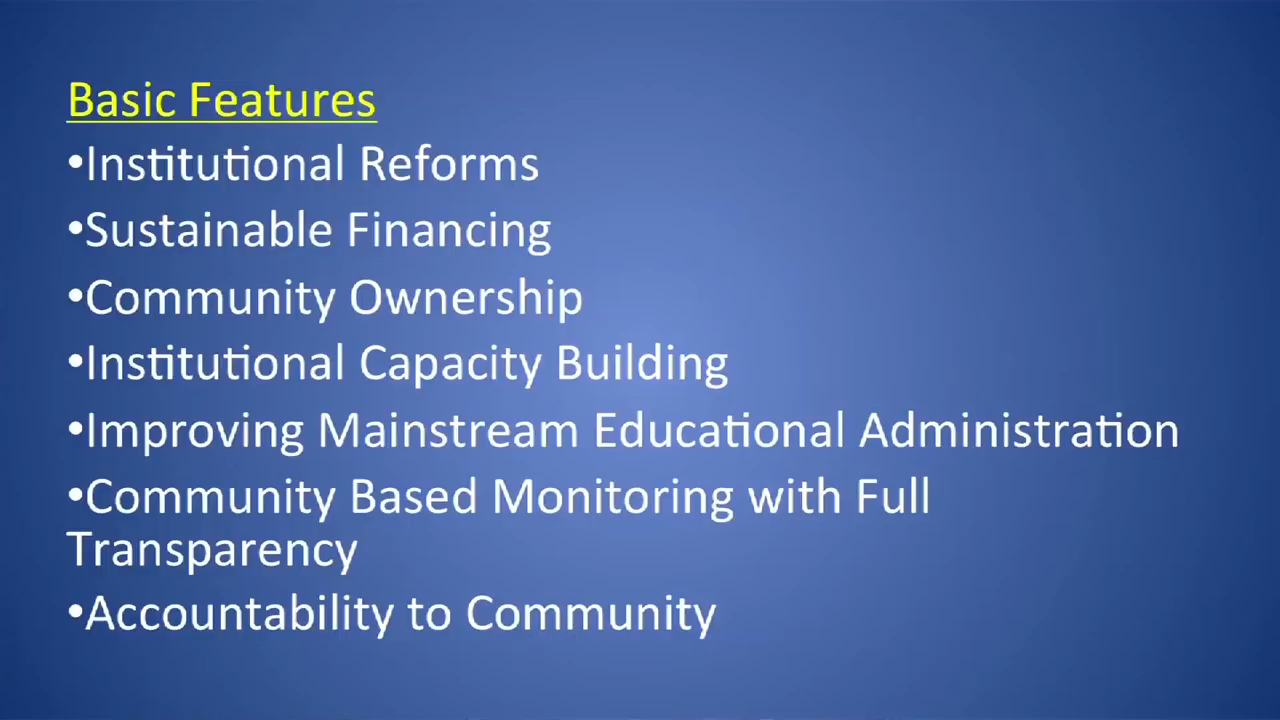 Basic Features
•Institutional Reforms
•Sustainable Financing
•Community Ownership
•Institutional Capacity Building
•Improving Mainstream Educational Administration
•Community Based Monitoring with Full
Transparency
•Accountability to Community